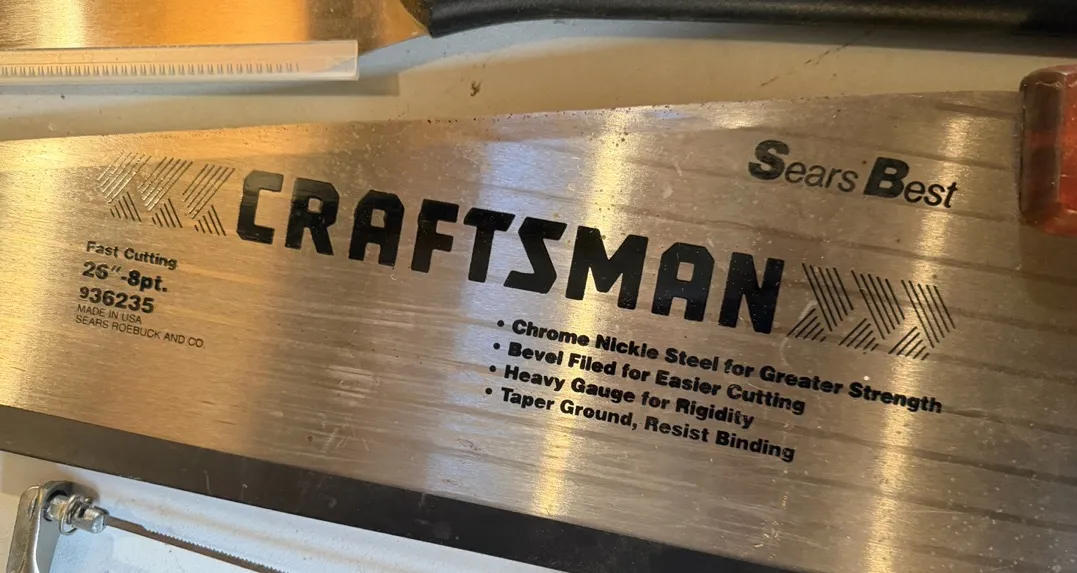 Sears Best
CRAFTSMAN
Fast Cutting
26"-8pt.
936235
MADE IN USA
SEARS ROEBUCK AND CO.
• Chrome Nickle Steel for Greater Strength
• Bevel Filed for Easier Cutting
• Heavy Gauge for Rigidity
• Taper Ground, Resist Binding